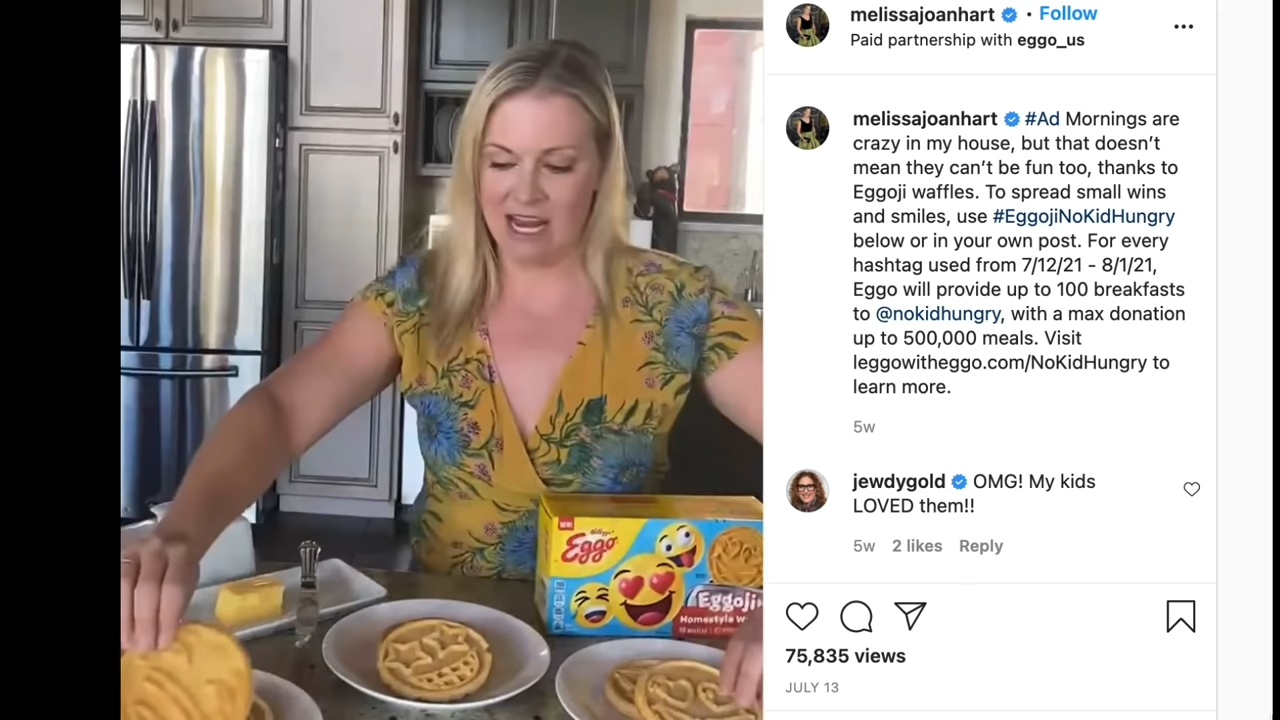 melissajoanhart • Follow
Paid partnership with eggo_us
melissajoanhart #Ad Mornings are
crazy in my house, but that doesn’t
mean they can’t be fun too, thanks to
Eggoji waffles. To spread small wins
and smiles, use #EggojiNoKidHungry
below or in your own post. For every
hashtag used from 7/12/21 - 8/1/21,
Eggo will provide up to 100 breakfasts
to @nokidhungry, with a max donation
up to 500,000 meals. Visit
leggowitheggo.com/NoKidHungry to
learn more.
5w
jewdygold OMG! My kids
LOVED them!!
5w 2 likes Reply
75,835 views
JULY 13
NEW!
Kellogg's
Eggo
Eggoji
Homestyle W